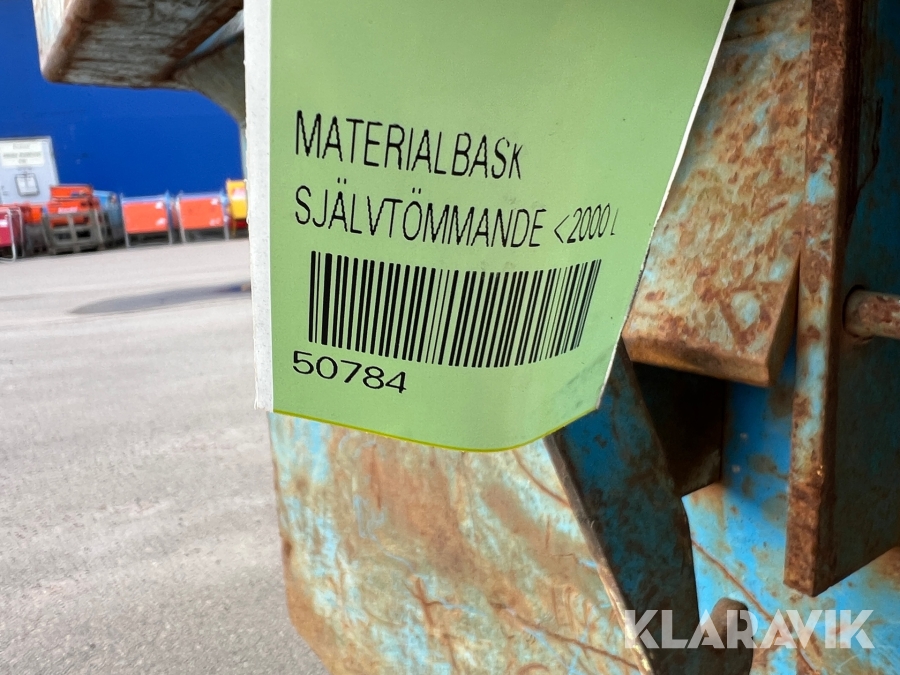 MATERIALBASK
SJÄLVTÖMMANDE <2000 L
50784
KLARAVIK